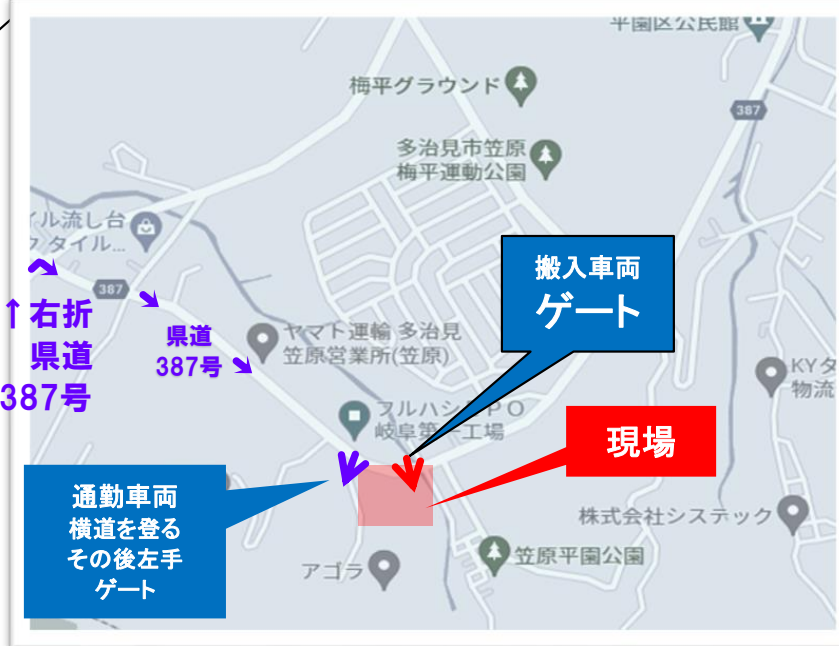 平園区公民館
梅平グラウンド
387
多治見市笠原
梅平運動公園
イル流し台
ク タイル...
搬入車両
ゲート
387
↑右折
県道
387号
県道
387号
ヤマト運輸 多治見
笠原営業所(笠原)
KYタ
物流
フルハシEPO
岐阜第一工場
現場
通勤車両
横道を登る
その後左手
ゲート
株式会社システック
笠原平園公園
アゴラ